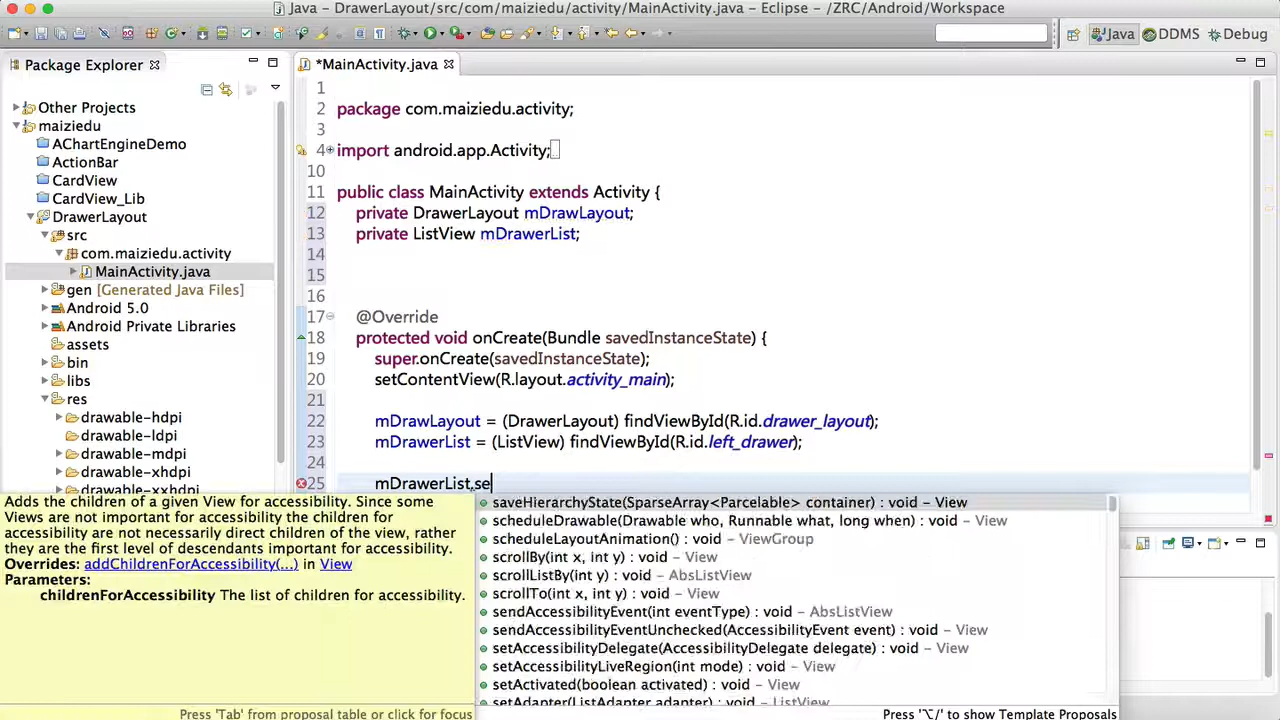 Java - DrawerLayout/src/com/maiziedu/activity/MainActivity.java - Eclipse - /ZRC/Android/Workspace
Java
DDMS
Debug
Package Explorer
*MainActivity.java
Other Projects
maiziedu
AChartEngineDemo
ActionBar
CardView
CardView_Lib
DrawerLayout
src
com.maiziedu.activity
MainActivity.java
gen [Generated Java Files]
Android 5.0
Android Private Libraries
assets
bin
libs
res
drawable-hdpi
drawable-ldpi
drawable-mdpi
drawable-xhdpi
drawable-xxhdpi
1
2 package com.maiziedu.activity;
3
4 import android.app.Activity;
10
11 public class MainActivity extends Activity {
12 private DrawerLayout mDrawLayout;
13 private ListView mDrawerList;
14
15
16
17 @Override
18 protected void onCreate(Bundle savedInstanceState) {
19 super.onCreate(savedInstanceState);
20 setContentView(R.layout.activity_main);
21
22 mDrawLayout = (DrawerLayout) findViewById(R.id.drawer_layout);
23 mDrawerList = (ListView) findViewById(R.id.left_drawer);
24
25 mDrawerList.se
Adds the children of a given View for accessibility. Since some
Views are not important for accessibility the children for
accessibility are not necessarily direct children of the view, rather
they are the first level of descendants important for accessibility.
Overrides: addChildrenForAccessibility(...) in View
Parameters:
childrenForAccessibility The list of children for accessibility.
Press 'Tab' from proposal table or click for focus
saveHierarchyState(SparseArray<Parcelable> container) : void - View
scheduleDrawable(Drawable who, Runnable what, long when) : void - View
scheduleLayoutAnimation() : void - ViewGroup
scrollBy(int x, int y) : void - View
scrollListBy(int y) : void - AbsListView
scrollTo(int x, int y) : void - View
sendAccessibilityEvent(int eventType) : void - AbsListView
sendAccessibilityEventUnchecked(AccessibilityEvent event) : void - View
setAccessibilityDelegate(AccessibilityDelegate delegate) : void - View
setAccessibilityLiveRegion(int mode) : void - View
setActivated(boolean activated) : void - View
setAdapter(ListAdapter adapter) : void - ListView
Press '⌥/' to show Template Proposals